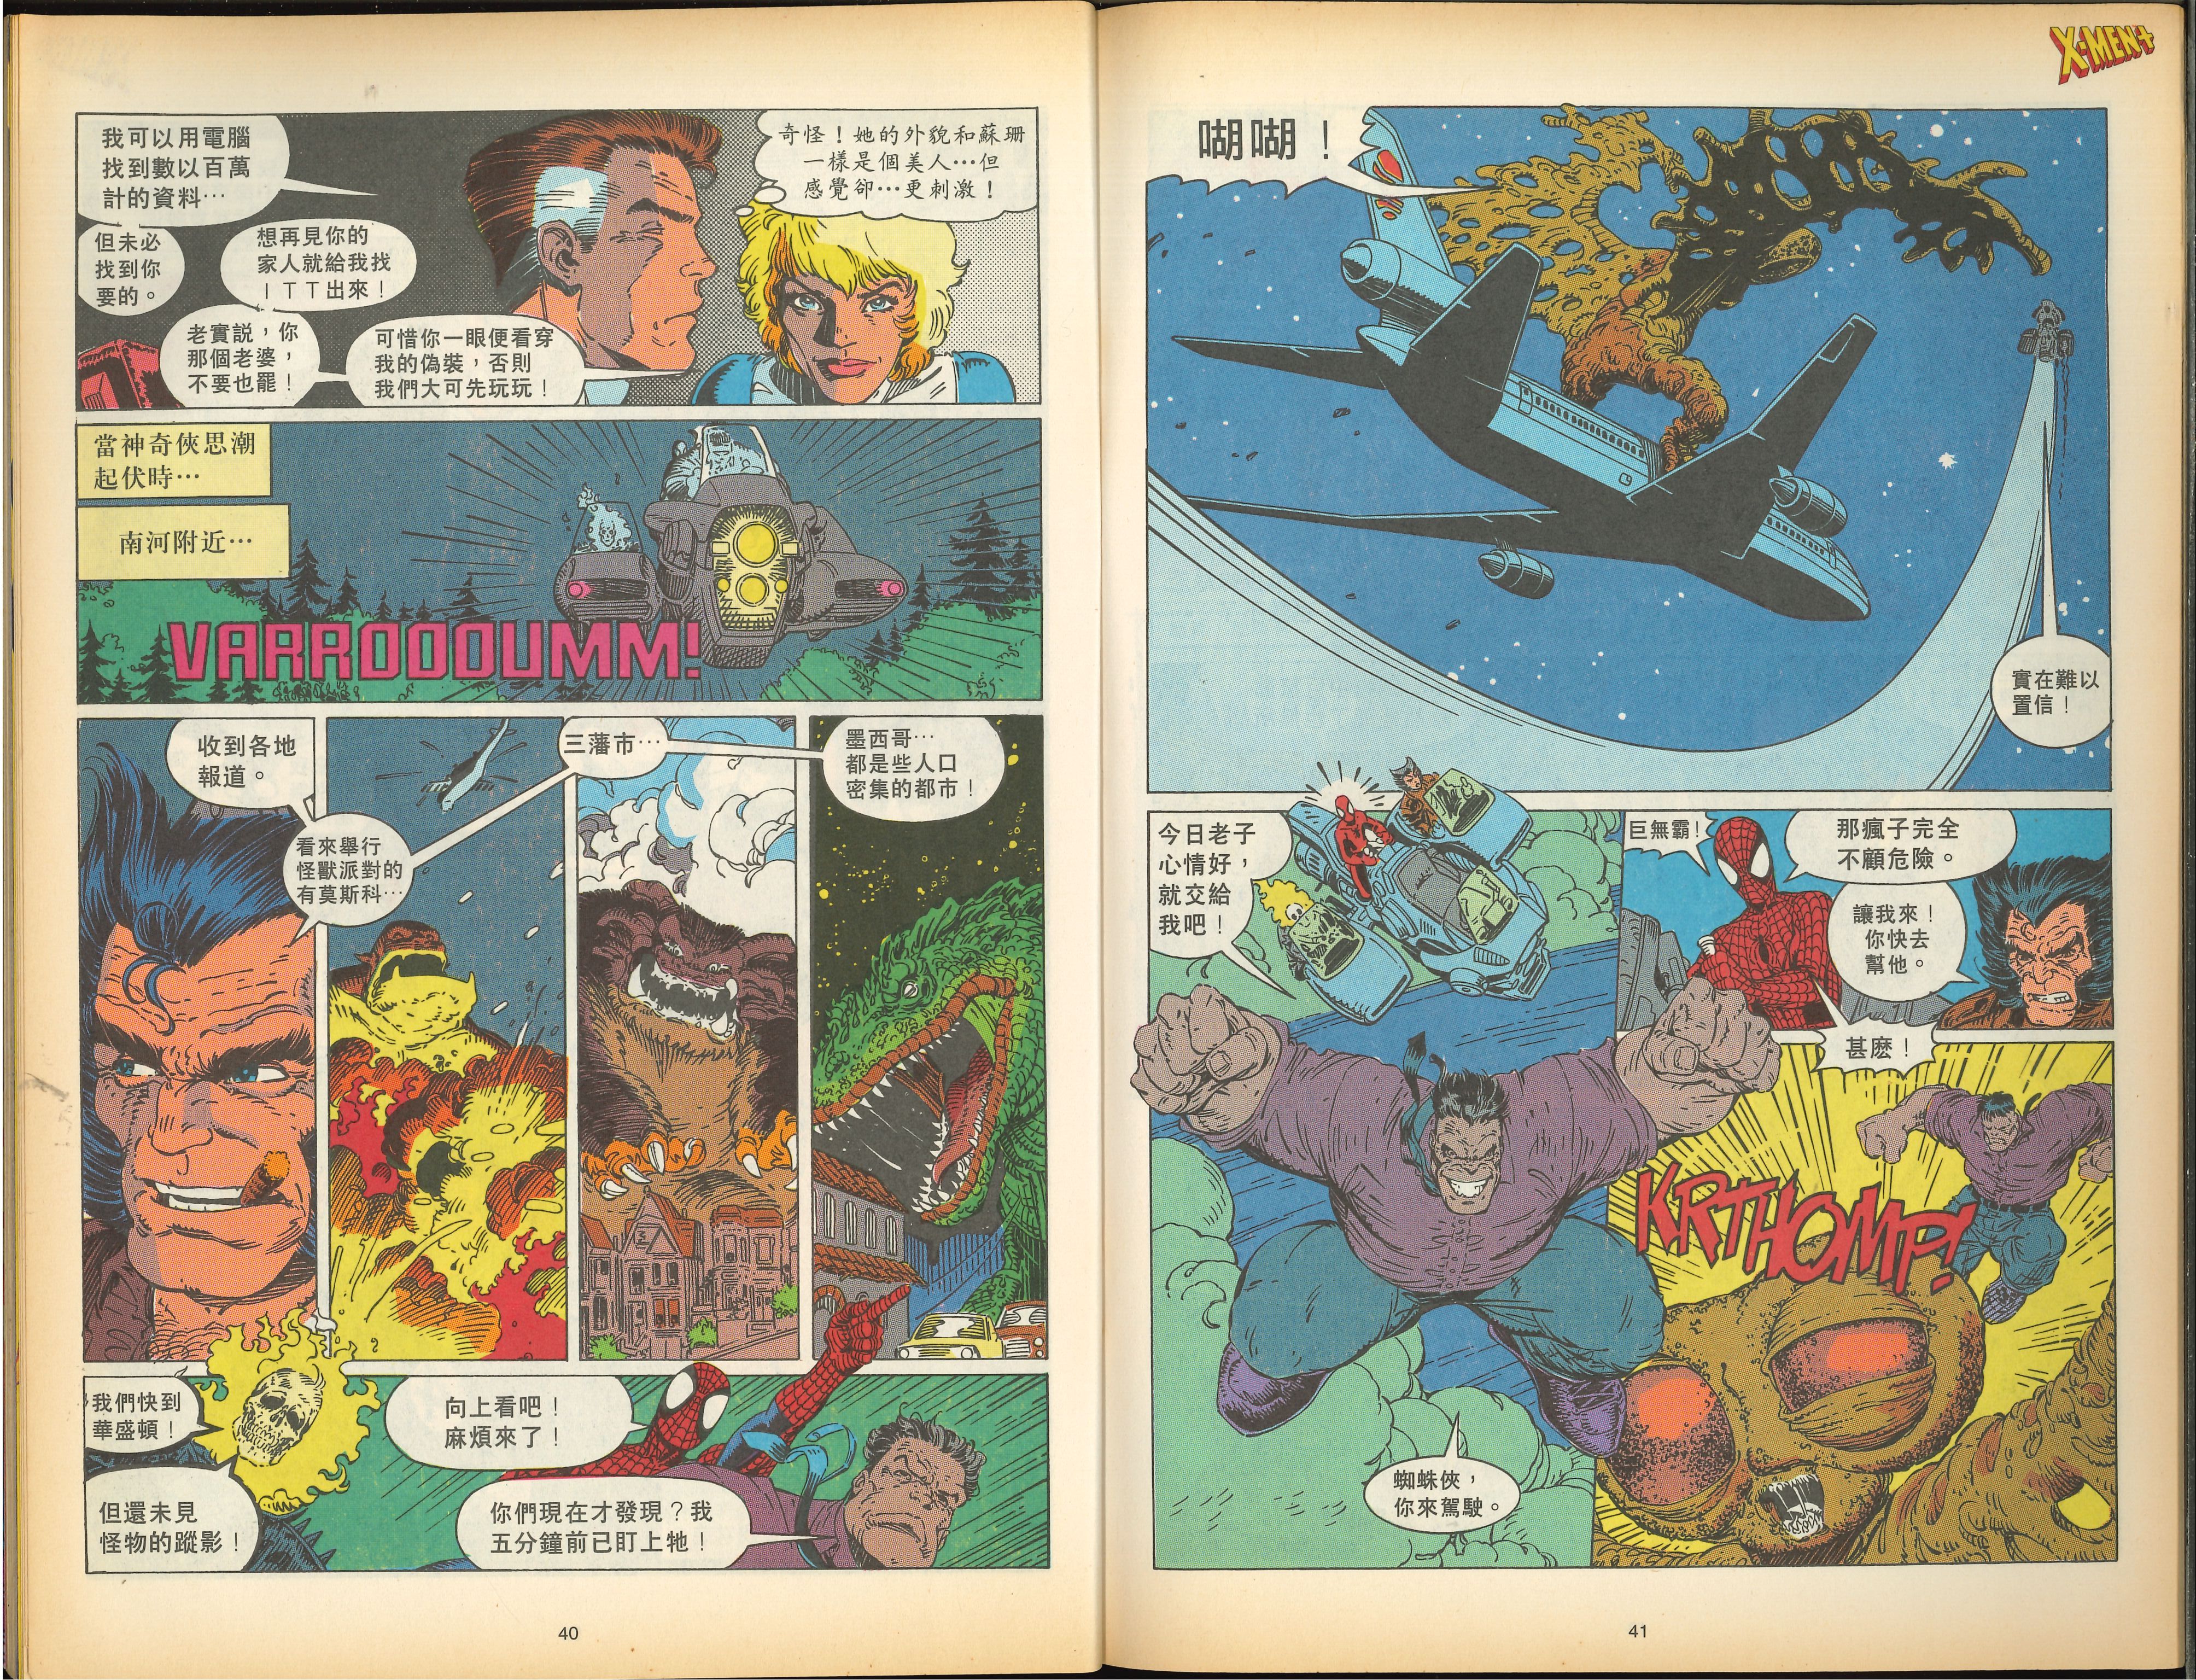 我可以用電腦
找到數以百萬
計的資料⋯
但未必
找到你
要的。
想再見你的
家人就給我找
ITT出來！
老實説，你
那個老婆，
不要也罷！
可惜你一眼便看穿
我的偽裝，否則
我們大可先玩玩！
奇怪！她的外貌和蘇珊
一樣是個美人⋯但
感覺卻⋯更刺激！
當神奇俠思潮
起伏時⋯
南河附近⋯
VARROOOUMM!
收到各地
報道。
看來舉行
怪獸派對的
有莫斯科⋯
三藩市⋯
墨西哥⋯
都是些人口
密集的都市！
我們快到
華盛頓！
但還未見
怪物的蹤影！
向上看吧！
麻煩來了！
你們現在才發現？我
五分鐘前已盯上牠！
40
X-MEN+
嘲嘲！
實在難以
置信！
今日老子
心情好，
就交給
我吧！
巨無霸！
那瘋子完全
不顧危險。
讓我來！
你快去
幫他。
甚麽！
KRTHOMP!
蜘蛛俠，
你來駕駛。
41